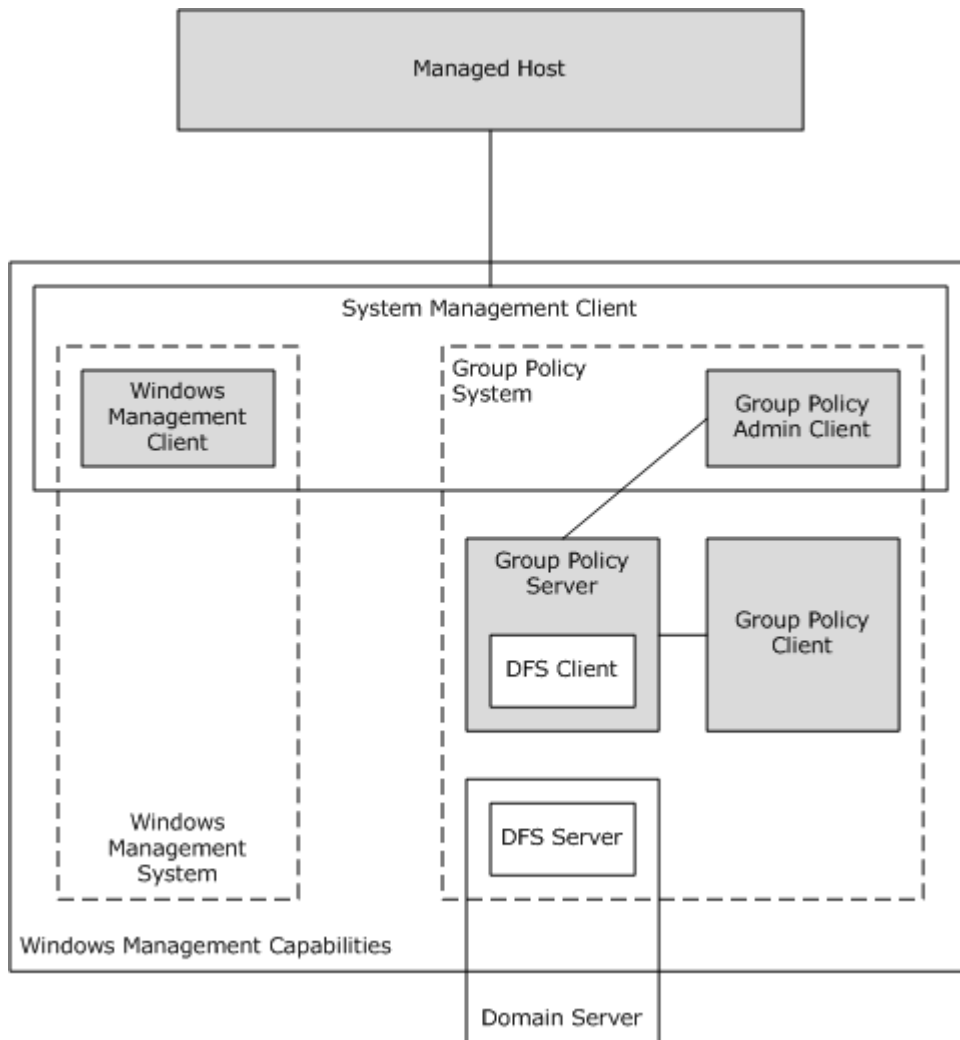 Managed Host
System Management Client
Windows
Management
Client
Group Policy
System
Group Policy
Admin Client
Group Policy
Server
DFS Client
Group Policy
Client
DFS Server
Windows
Management
System
Windows Management Capabilities
Domain Server